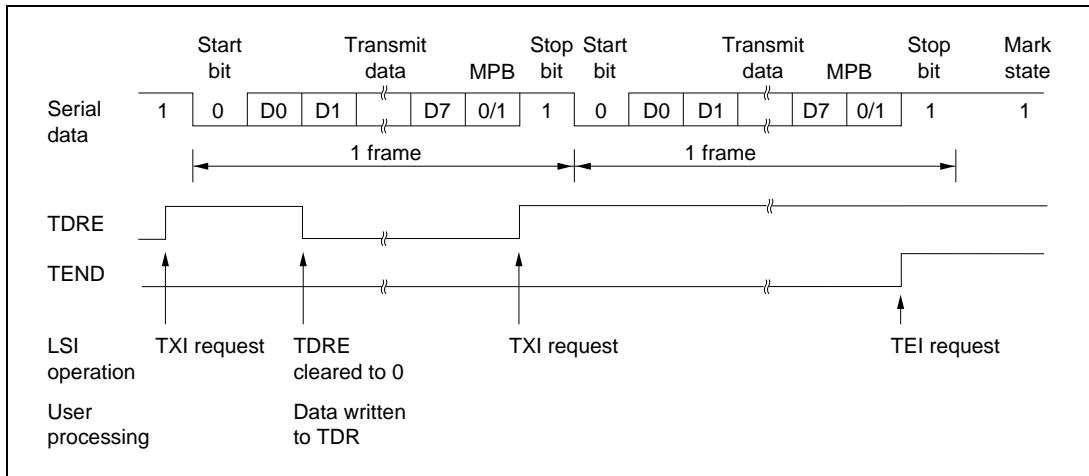 Start bit Transmit data MPB Stop bit Start bit Transmit data MPB Stop bit Mark state
Serial data 1 0 D0 D1 D7 0/1 1 0 D0 D1 D7 0/1 1 1
1 frame 1 frame
TDRE
TEND
LSI operation TXI request TDRE cleared to 0 TXI request TEI request
User processing Data written to TDR